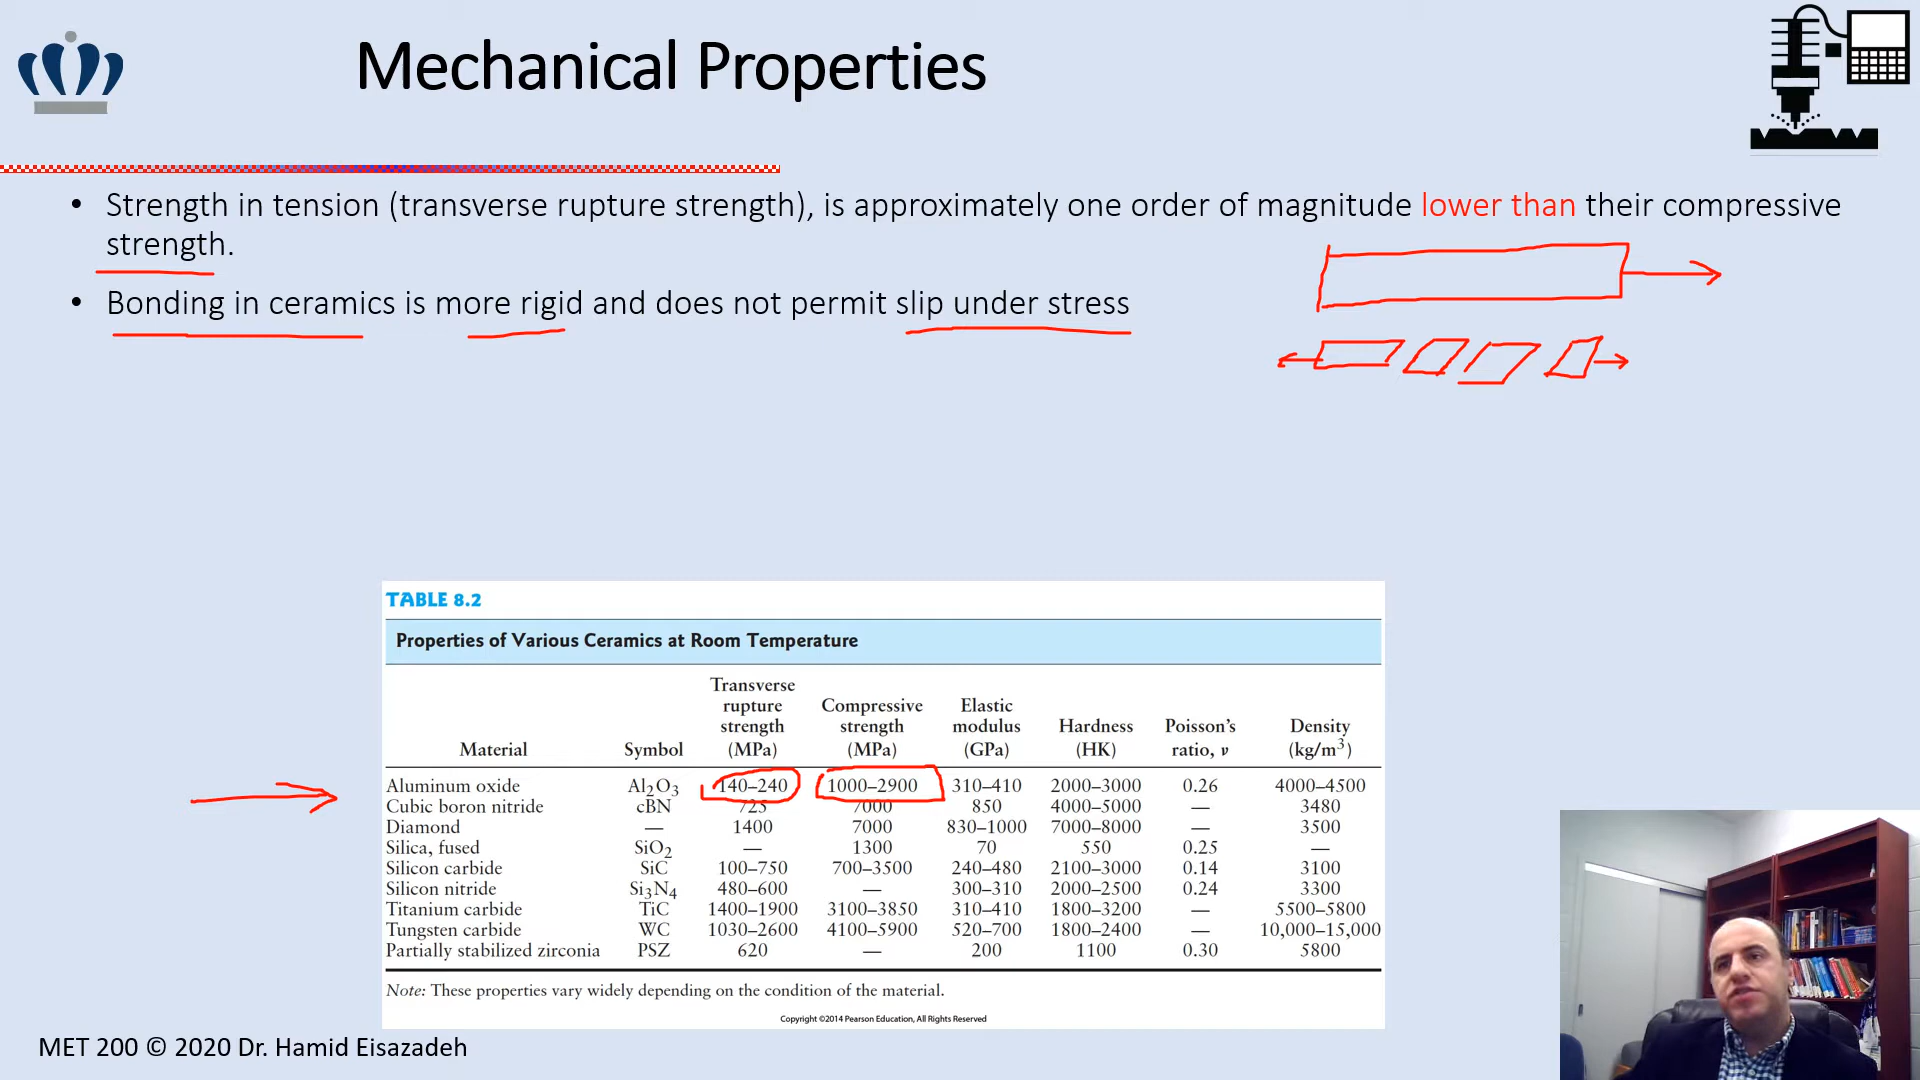 Mechanical Properties
• Strength in tension (transverse rupture strength), is approximately one order of magnitude lower than their compressive
strength.
• Bonding in ceramics is more rigid and does not permit slip under stress
TABLE 8.2
Properties of Various Ceramics at Room Temperature
Material Symbol Transverse rupture strength (MPa) Compressive strength (MPa) Elastic modulus (GPa) Hardness (HK) Poisson's ratio, ν Density (kg/m³)
Aluminum oxide Al₂O₃ 140–240 1000–2900 310–410 2000–3000 0.26 4000–4500
Cubic boron nitride cBN 725 7000 850 4000–5000 — 3480
Diamond — 1400 7000 830–1000 7000–8000 — 3500
Silica, fused SiO₂ — 1300 70 550 0.25 —
Silicon carbide SiC 100–750 700–3500 240–480 2100–3000 0.14 3100
Silicon nitride Si₃N₄ 480–600 — 300–310 2000–2500 0.24 3300
Titanium carbide TiC 1400–1900 3100–3850 310–410 1800–3200 — 5500–5800
Tungsten carbide WC 1030–2600 4100–5900 520–700 1800–2400 — 10,000–15,000
Partially stabilized zirconia PSZ 620 — 200 1100 0.30 5800
Note: These properties vary widely depending on the condition of the material.
Copyright ©2014 Pearson Education, All Rights Reserved
MET 200 © 2020 Dr. Hamid Eisazadeh